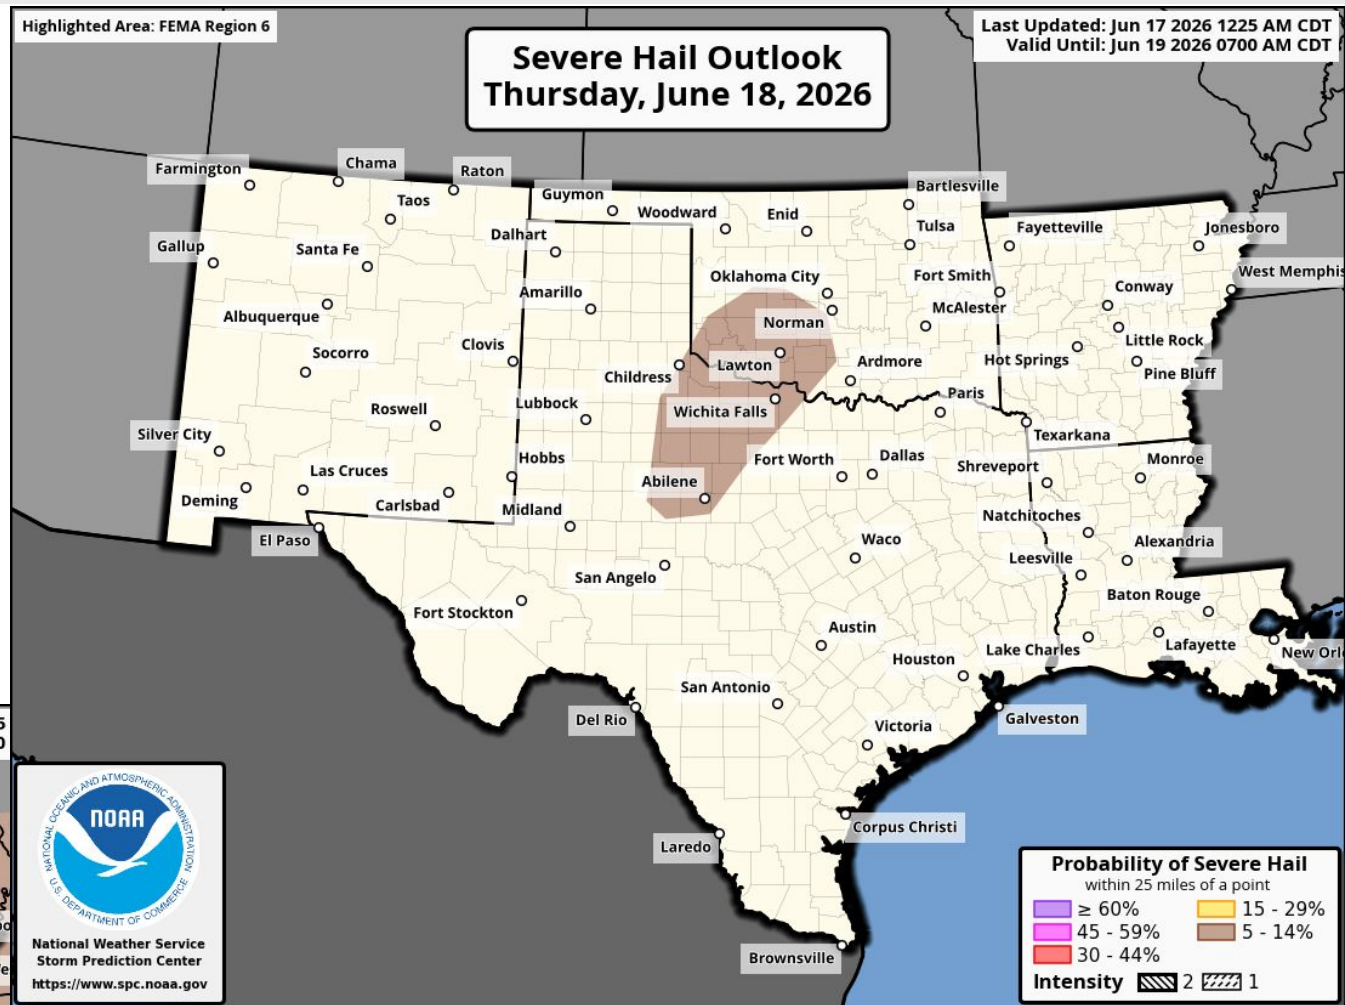 Highlighted Area: FEMA Region 6
Severe Hail Outlook
Thursday, June 18, 2026
Last Updated: Jun 17 2026 1225 AM CDT
Valid Until: Jun 19 2026 0700 AM CDT
Farmington
Chama
Raton
Taos
Guymon
Woodward
Enid
Bartlesville
Gallup
Santa Fe
Dalhart
Tulsa
Fayetteville
Jonesboro
Amarillo
Oklahoma City
Fort Smith
West Memphis
Albuquerque
Norman
McAlester
Conway
Socorro
Clovis
Childress
Lawton
Ardmore
Hot Springs
Little Rock
Pine Bluff
Roswell
Lubbock
Wichita Falls
Paris
Texarkana
Silver City
Las Cruces
Hobbs
Abilene
Fort Worth
Dallas
Shreveport
Monroe
Deming
Carlsbad
Midland
Natchitoches
El Paso
Waco
Leesville
Alexandria
San Angelo
Baton Rouge
Fort Stockton
Austin
Lake Charles
Lafayette
New Orl
Houston
San Antonio
Del Rio
Victoria
Galveston
Corpus Christi
Laredo
Brownsville
NOAA
NATIONAL OCEANIC AND ATMOSPHERIC ADMINISTRATION
U.S. DEPARTMENT OF COMMERCE
National Weather Service
Storm Prediction Center
https://www.spc.noaa.gov
Probability of Severe Hail
within 25 miles of a point
≥ 60%
15 - 29%
45 - 59%
5 - 14%
30 - 44%
Intensity 2 1